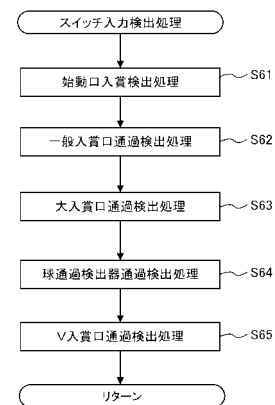 スイッチ入力検出処理
始動口入賞検出処理
S61
一般入賞口通過検出処理
S62
大入賞口通過検出処理
S63
球通過検出器通過検出処理
S64
V入賞口通過検出処理
S65
リターン